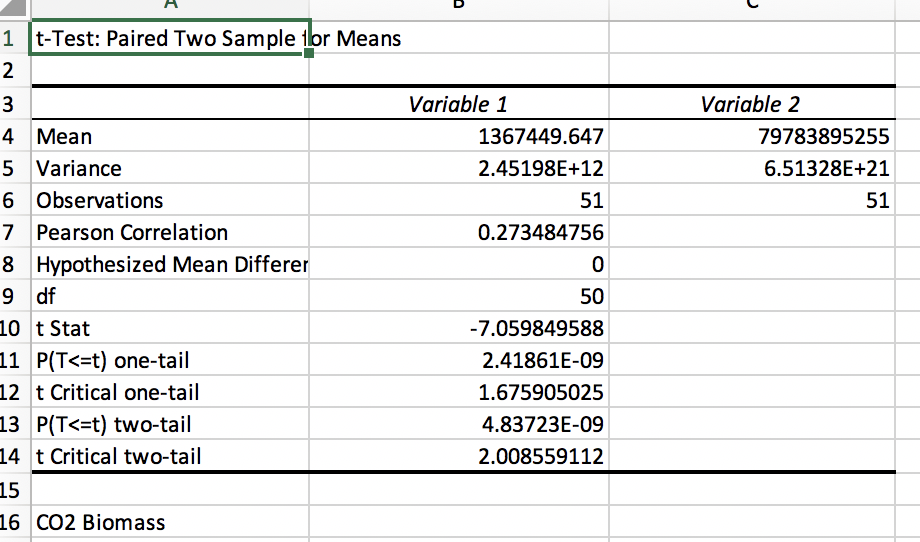 A B C
1 t-Test: Paired Two Sample for Means
2
3 Variable 1 Variable 2
4 Mean 1367449.647 79783895255
5 Variance 2.45198E+12 6.51328E+21
6 Observations 51 51
7 Pearson Correlation 0.273484756
8 Hypothesized Mean Differer 0
9 df 50
10 t Stat -7.059849588
11 P(T<=t) one-tail 2.41861E-09
12 t Critical one-tail 1.675905025
13 P(T<=t) two-tail 4.83723E-09
14 t Critical two-tail 2.008559112
15
16 CO2 Biomass